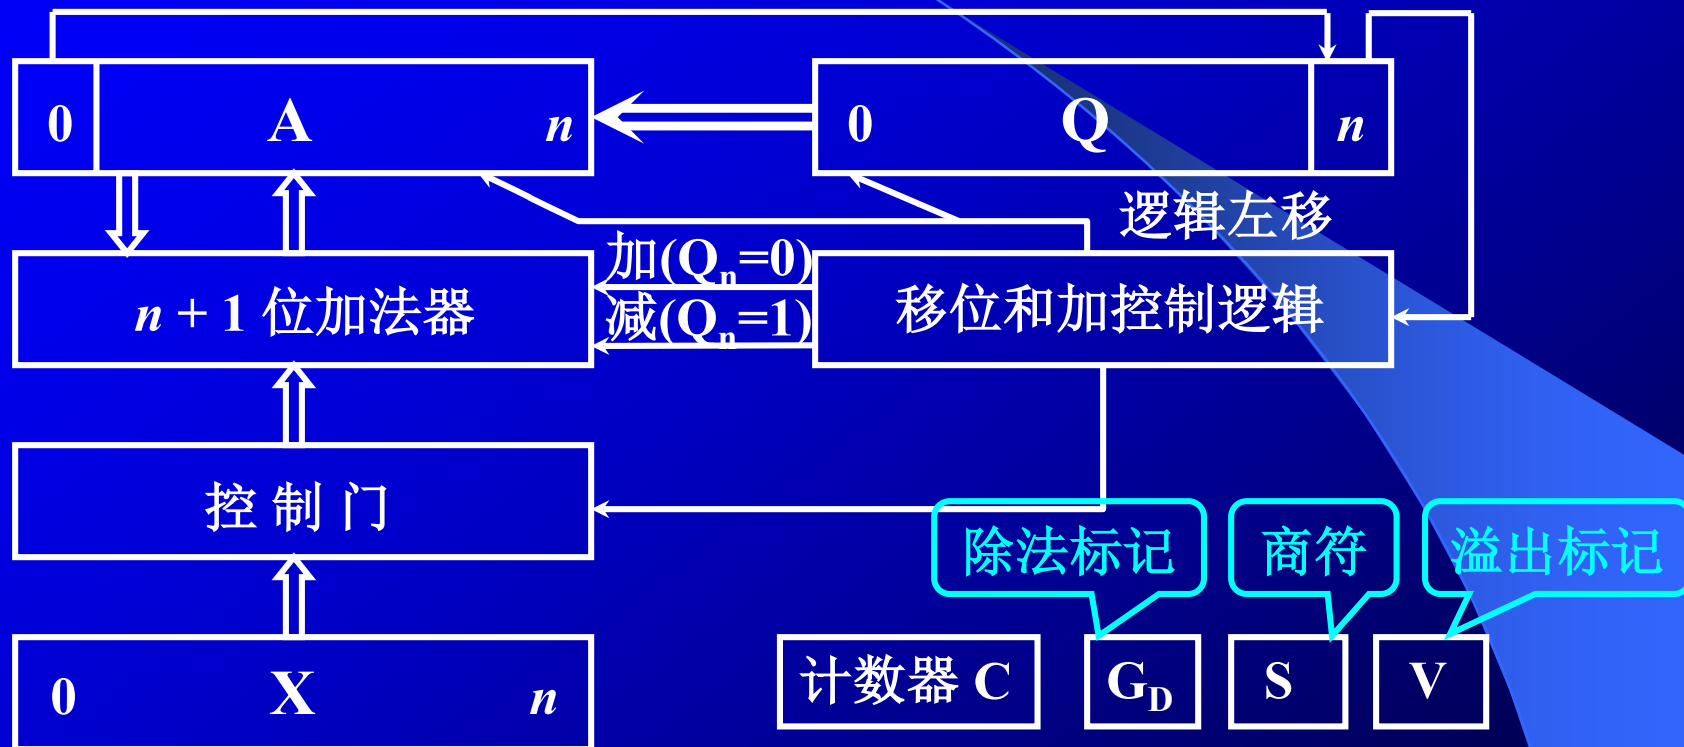 0 A n
0 Q n
逻辑左移
加(Qn=0)
减(Qn=1)
n + 1 位加法器
移位和加控制逻辑
控 制 门
除法标记
商符
溢出标记
0 X n
计数器 C
GD
S
V